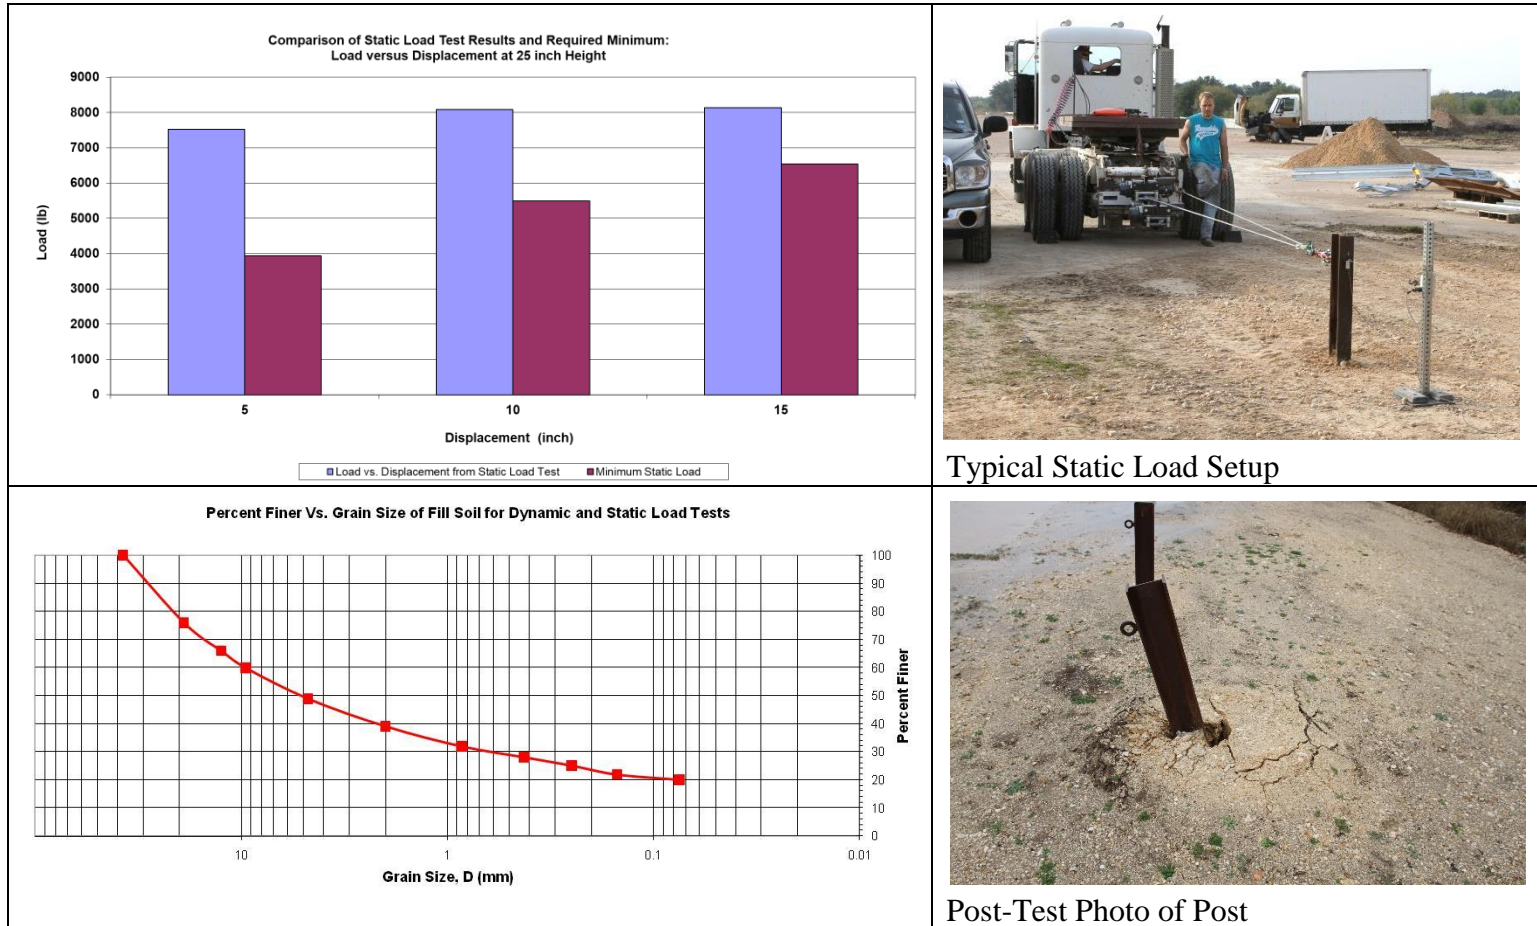 Comparison of Static Load Test Results and Required Minimum:
Load versus Displacement at 25 inch Height
9000
8000
7000
6000
5000
4000
3000
2000
1000
0
Load (lb)
5 10 15
Displacement (inch)
Load vs. Displacement from Static Load Test Minimum Static Load
Typical Static Load Setup
Percent Finer Vs. Grain Size of Fill Soil for Dynamic and Static Load Tests
100
90
80
70
60
50
40
30
20
10
0
Percent Finer
10 1 0.1 0.01
Grain Size, D (mm)
Post-Test Photo of Post